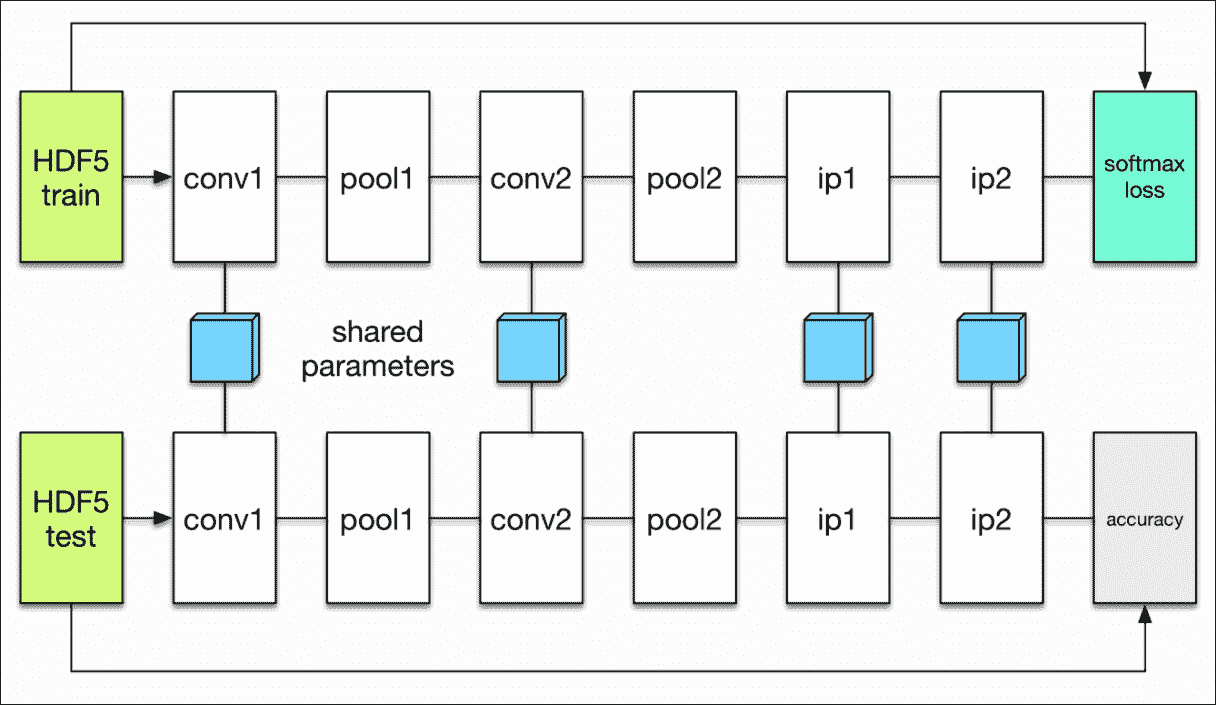 HDF5
train
conv1
pool1
conv2
pool2
ip1
ip2
softmax
loss
shared
parameters
HDF5
test
conv1
pool1
conv2
pool2
ip1
ip2
accuracy